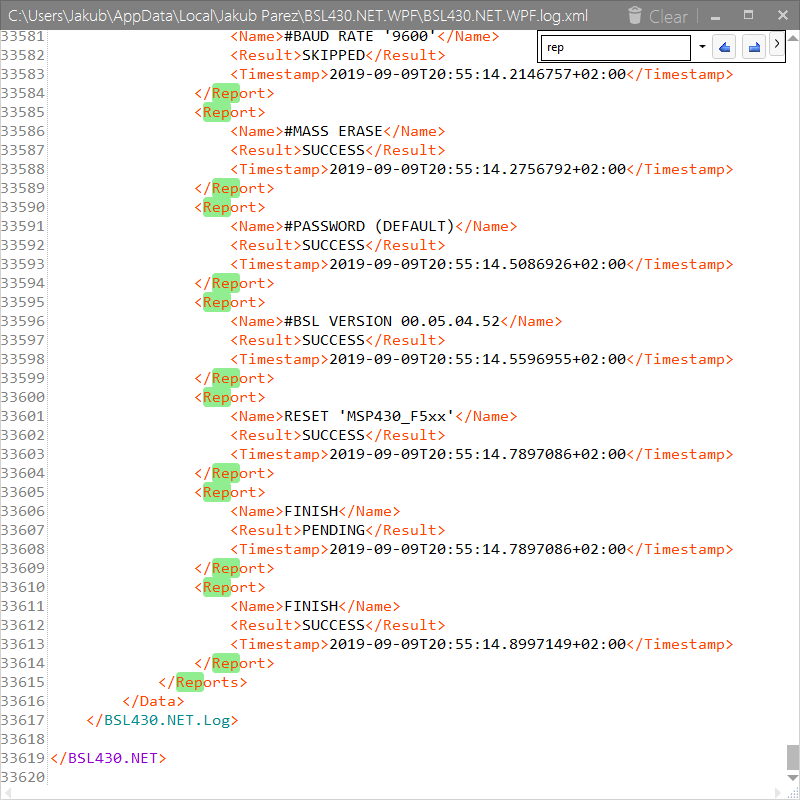 C:\Users\Jakub\AppData\Local\Jakub Parez\BSL430.NET.WPF\BSL430.NET.WPF.log.xml Clear
rep
33581 <Name>#BAUD RATE '9600'</Name>
33582 <Result>SKIPPED</Result>
33583 <Timestamp>2019-09-09T20:55:14.2146757+02:00</Timestamp>
33584 </Report>
33585 <Report>
33586 <Name>#MASS ERASE</Name>
33587 <Result>SUCCESS</Result>
33588 <Timestamp>2019-09-09T20:55:14.2756792+02:00</Timestamp>
33589 </Report>
33590 <Report>
33591 <Name>#PASSWORD (DEFAULT)</Name>
33592 <Result>SUCCESS</Result>
33593 <Timestamp>2019-09-09T20:55:14.5086926+02:00</Timestamp>
33594 </Report>
33595 <Report>
33596 <Name>#BSL VERSION 00.05.04.52</Name>
33597 <Result>SUCCESS</Result>
33598 <Timestamp>2019-09-09T20:55:14.5596955+02:00</Timestamp>
33599 </Report>
33600 <Report>
33601 <Name>RESET 'MSP430_F5xx'</Name>
33602 <Result>SUCCESS</Result>
33603 <Timestamp>2019-09-09T20:55:14.7897086+02:00</Timestamp>
33604 </Report>
33605 <Report>
33606 <Name>FINISH</Name>
33607 <Result>PENDING</Result>
33608 <Timestamp>2019-09-09T20:55:14.7897086+02:00</Timestamp>
33609 </Report>
33610 <Report>
33611 <Name>FINISH</Name>
33612 <Result>SUCCESS</Result>
33613 <Timestamp>2019-09-09T20:55:14.8997149+02:00</Timestamp>
33614 </Report>
33615 </Reports>
33616 </Data>
33617 </BSL430.NET.Log>
33618
33619 </BSL430.NET>
33620